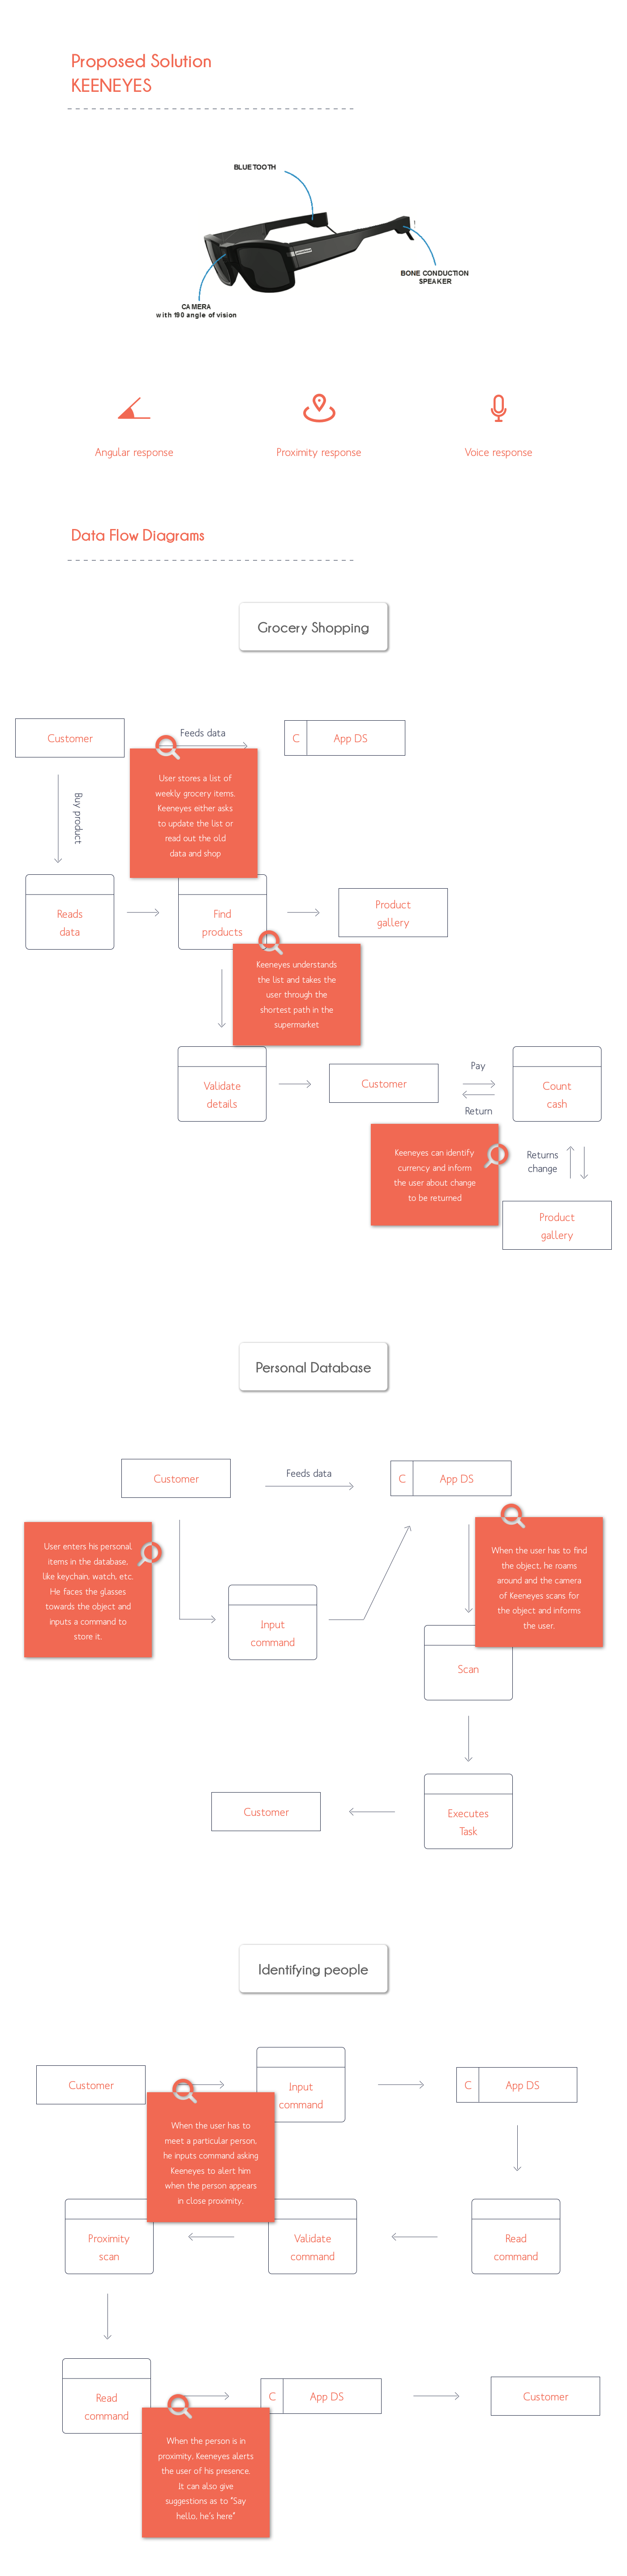 Proposed Solution
KEENEYES
BLUETOOTH
BONE CONDUCTION
SPEAKER
CAMERA
with 190 angle of vision
Angular response
Proximity response
Voice response
Data Flow Diagrams
Grocery Shopping
Customer
Feeds data
C
App DS
Buy product
User stores a list of
weekly grocery items.
Keeneyes either asks
to update the list or
read out the old
data and shop
Reads
data
Find
products
Product
gallery
Keeneyes understands
the list and takes the
user through the
shortest path in the
supermarket
Validate
details
Customer
Pay
Return
Count
cash
Keeneyes can identify
currency and inform
the user about change
to be returned
Returns
change
Product
gallery
Personal Database
Customer
Feeds data
C
App DS
User enters his personal
items in the database,
like keychain, watch, etc.
He faces the glasses
towards the object and
inputs a command to
store it.
When the user has to find
the object, he roams
around and the camera
of Keeneyes scans for
the object and informs
the user.
Input
command
Scan
Customer
Executes
Task
Identifying people
Customer
Input
command
C
App DS
When the user has to
meet a particular person,
he inputs command asking
Keeneyes to alert him
when the person appears
in close proximity.
Proximity
scan
Validate
command
Read
command
Read
command
C
App DS
Customer
When the person is in
proximity, Keeneyes alerts
the user of his presence.
It can also give
suggestions as to "Say
hello, he's here"